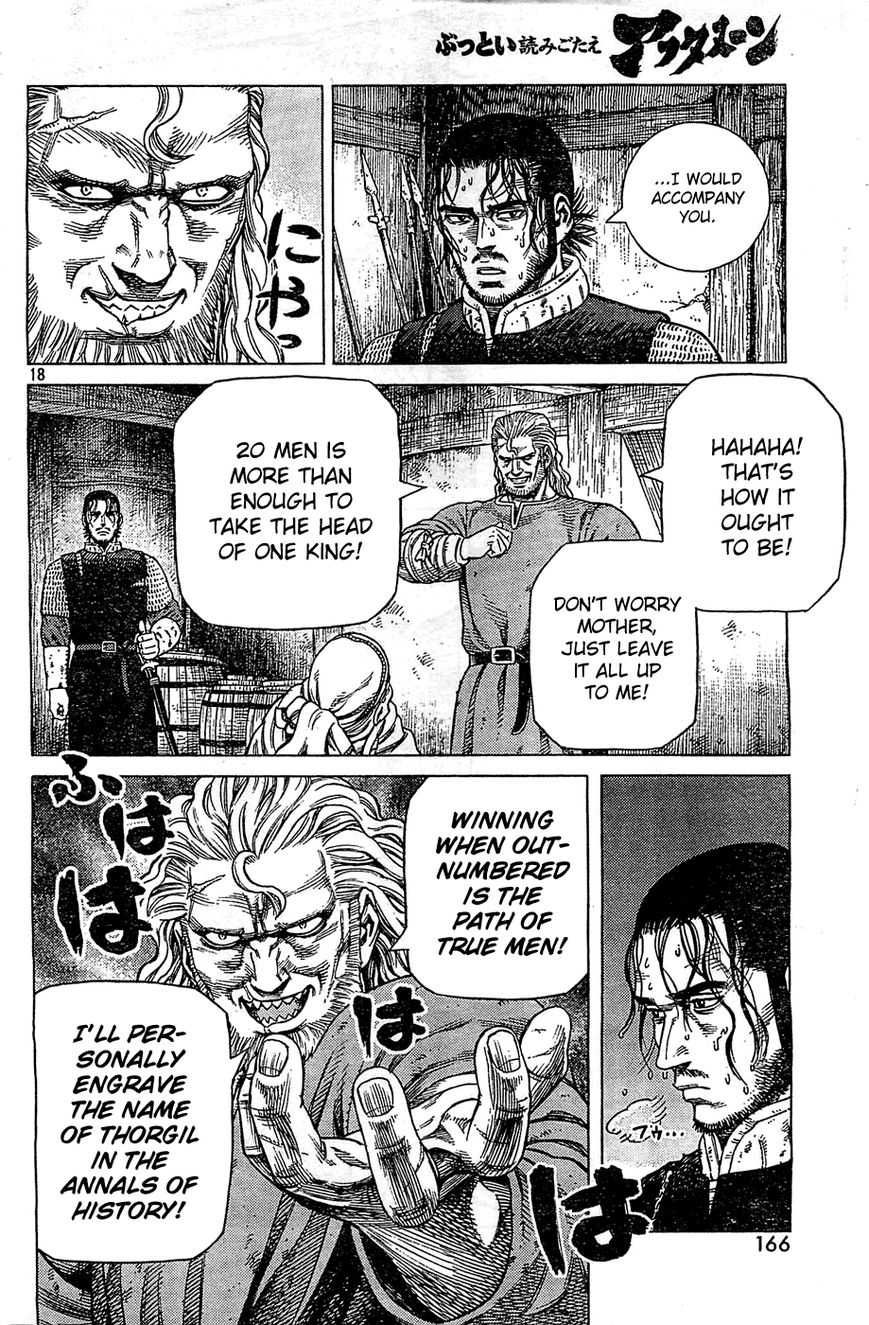 ぶっとい読みごたえ アフタヌーン
...I WOULD
ACCOMPANY
YOU.
にやっ
18
HAHAHA!
THAT'S
HOW IT
OUGHT
TO BE!
DON'T WORRY
MOTHER,
JUST LEAVE
IT ALL UP
TO ME!
20 MEN IS
MORE THAN
ENOUGH TO
TAKE THE HEAD
OF ONE KING!
フゥ・・・
WINNING
WHEN OUT-
NUMBERED
IS THE
PATH OF
TRUE MEN!
ふはは
は
は
I'LL PER-
SONALLY
ENGRAVE
THE NAME
OF THORGIL
IN THE
ANNALS OF
HISTORY!
166